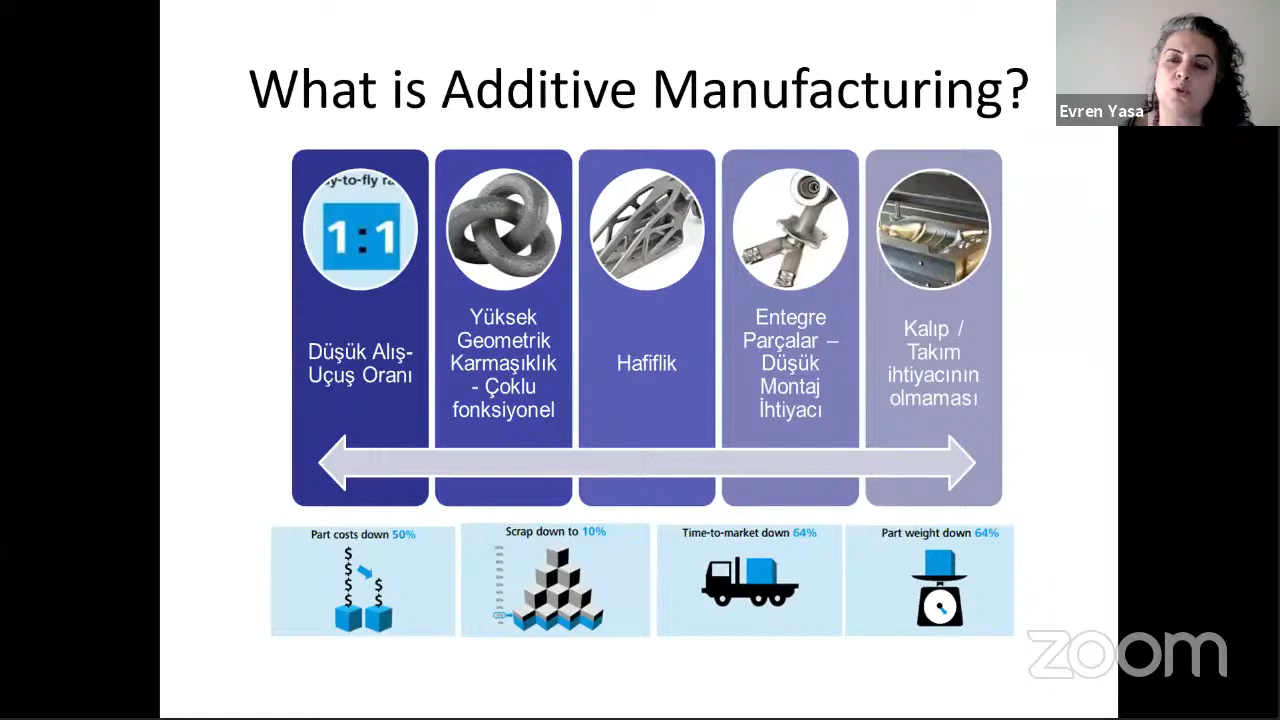 What is Additive Manufacturing?
Evren Yasa
1:1
Düşük Alış-
Uçuş Oranı
Yüksek
Geometrik
Karmaşıklık
- Çoklu
fonksiyonel
Hafiflik
Entegre
Parçalar –
Düşük
Montaj
İhtiyacı
Kalıp /
Takım
ihtiyacının
olmaması
Part costs down 50%
$
$
$
$
$
$
Scrap down to 10%
Time-to-market down 64%
Part weight down 64%
zoom